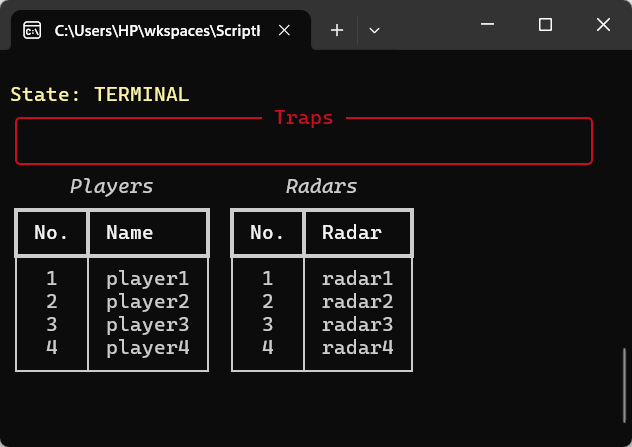 C:\Users\HP\wkspaces\Script
State: TERMINAL
Traps
Players Radars
No. Name No. Radar
1 player1 1 radar1
2 player2 2 radar2
3 player3 3 radar3
4 player4 4 radar4